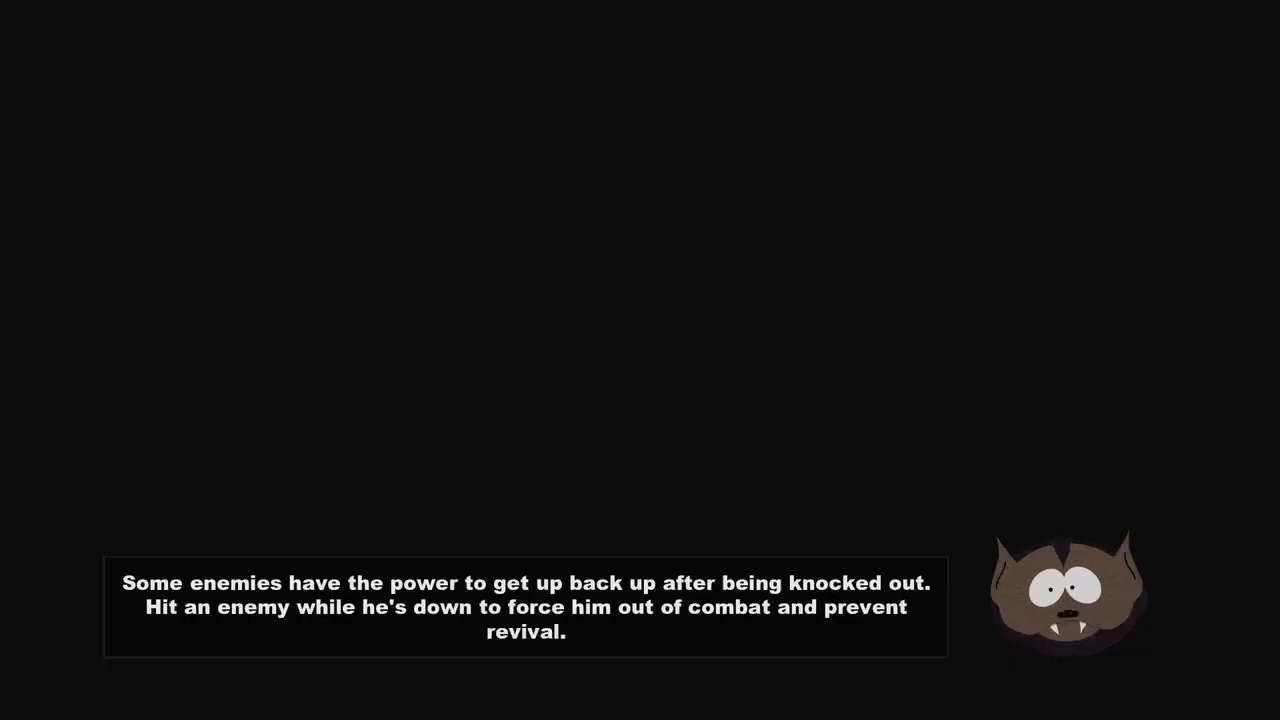 Some enemies have the power to get up back up after being knocked out.
Hit an enemy while he's down to force him out of combat and prevent
revival.